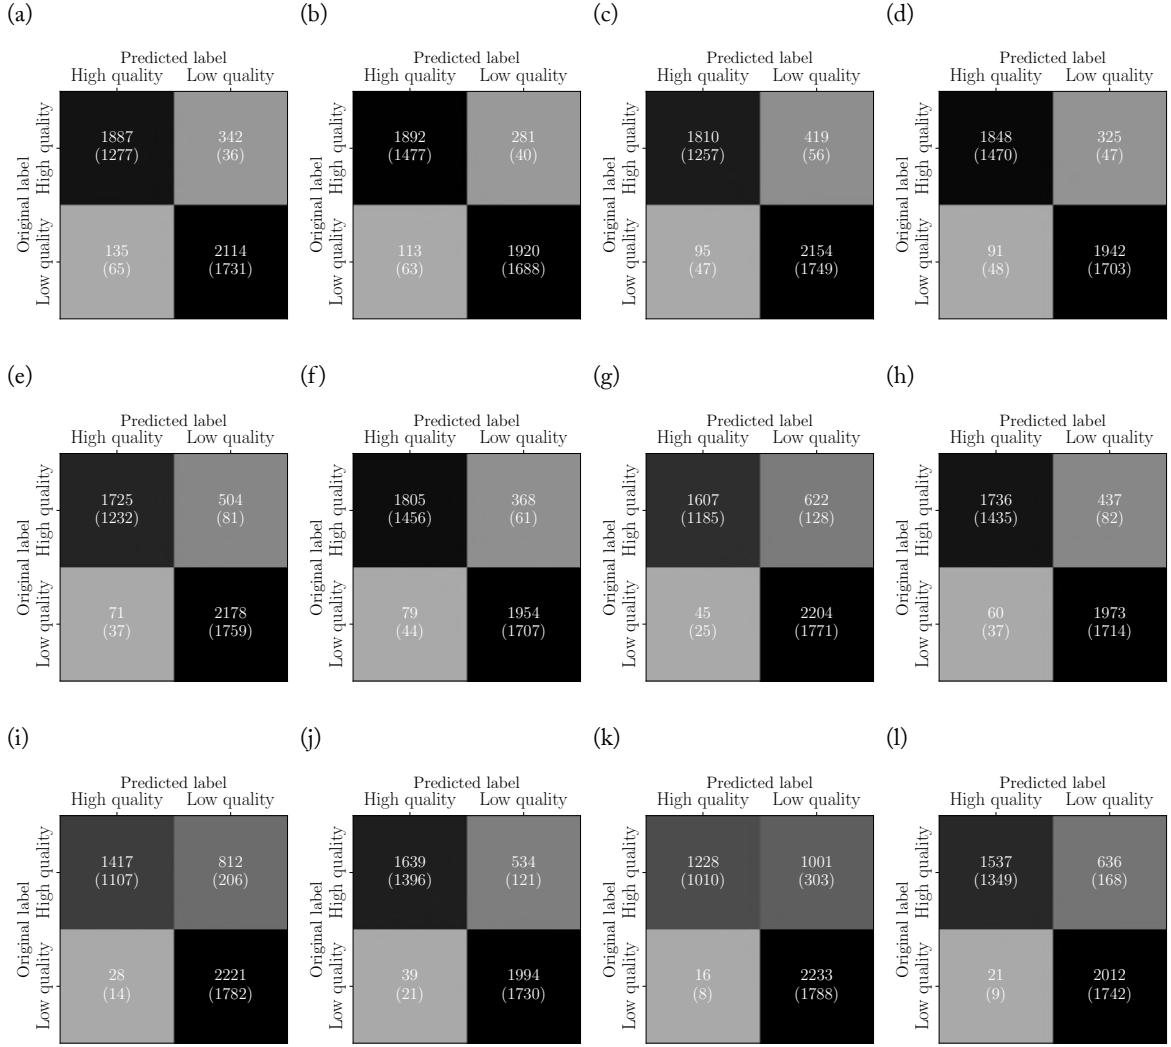 (a)
Predicted label
High quality Low quality
Original label
High quality
Low quality
1887
(1277)
342
(36)
135
(65)
2114
(1731)
(b)
Predicted label
High quality Low quality
Original label
High quality
Low quality
1892
(1477)
281
(40)
113
(63)
1920
(1688)
(c)
Predicted label
High quality Low quality
Original label
High quality
Low quality
1810
(1257)
419
(56)
95
(47)
2154
(1749)
(d)
Predicted label
High quality Low quality
Original label
High quality
Low quality
1848
(1470)
325
(47)
91
(48)
1942
(1703)
(e)
Predicted label
High quality Low quality
Original label
High quality
Low quality
1725
(1232)
504
(81)
71
(37)
2178
(1759)
(f)
Predicted label
High quality Low quality
Original label
High quality
Low quality
1805
(1456)
368
(61)
79
(44)
1954
(1707)
(g)
Predicted label
High quality Low quality
Original label
High quality
Low quality
1607
(1185)
622
(128)
45
(25)
2204
(1771)
(h)
Predicted label
High quality Low quality
Original label
High quality
Low quality
1736
(1435)
437
(82)
60
(37)
1973
(1714)
(i)
Predicted label
High quality Low quality
Original label
High quality
Low quality
1417
(1107)
812
(206)
28
(14)
2221
(1782)
(j)
Predicted label
High quality Low quality
Original label
High quality
Low quality
1639
(1396)
534
(121)
39
(21)
1994
(1730)
(k)
Predicted label
High quality Low quality
Original label
High quality
Low quality
1228
(1010)
1001
(303)
16
(8)
2233
(1788)
(l)
Predicted label
High quality Low quality
Original label
High quality
Low quality
1537
(1349)
636
(168)
21
(9)
2012
(1742)